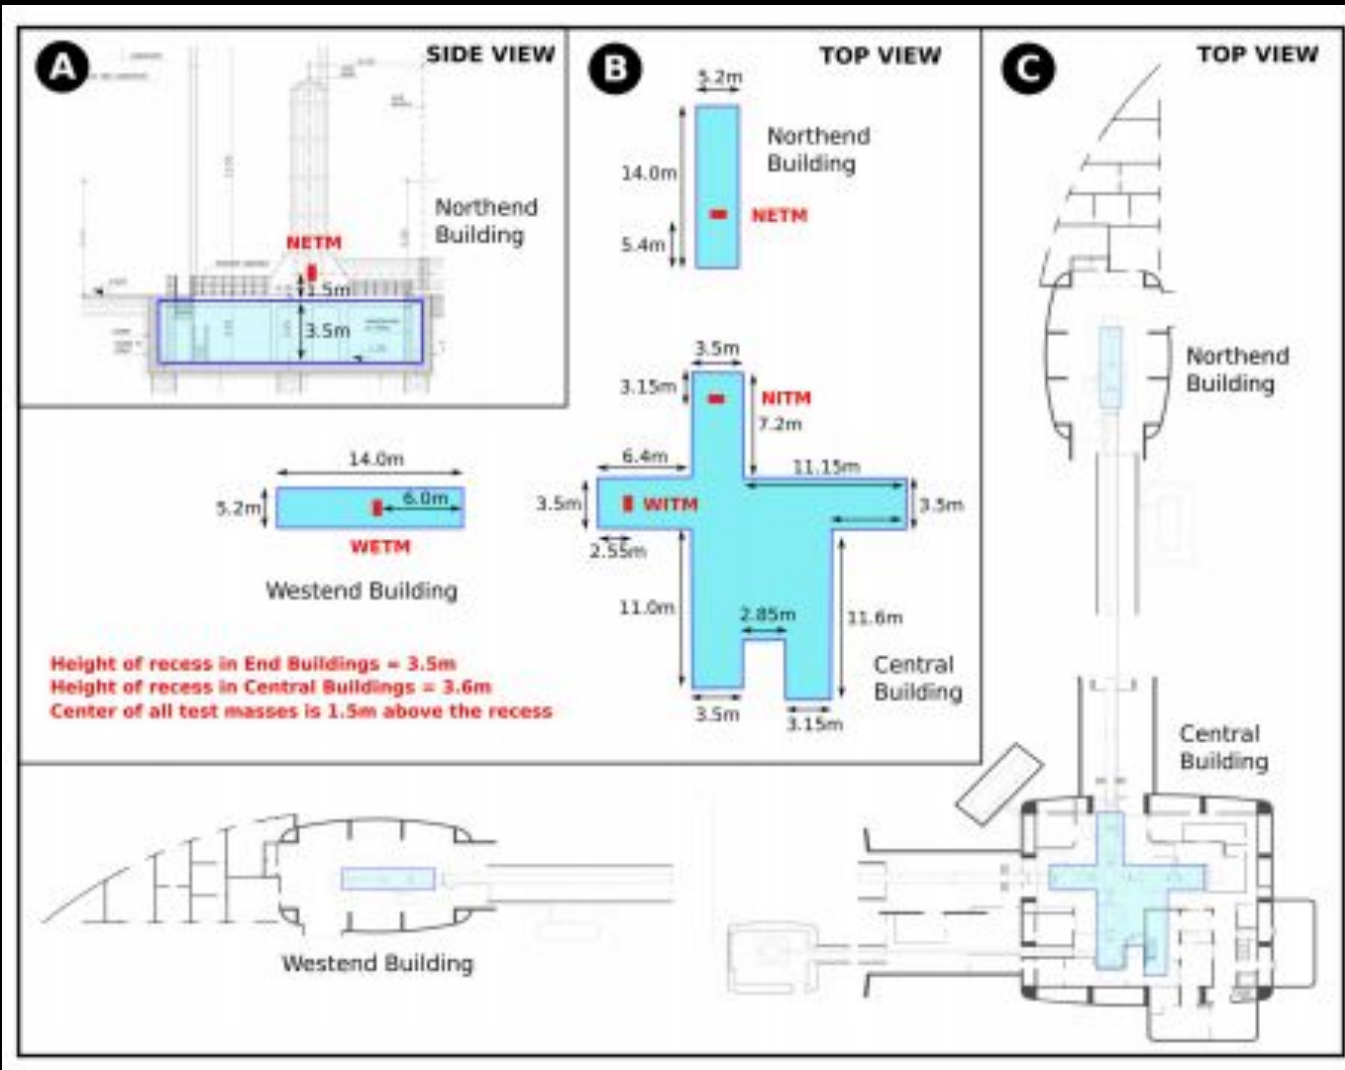 A
SIDE VIEW
Northend
Building
NETM
1.5m
3.5m
B
TOP VIEW
5.2m
Northend
Building
14.0m
NETM
5.4m
3.5m
3.15m
NITM
7.2m
6.4m
11.15m
3.5m
WITM
3.5m
2.55m
11.0m
2.85m
11.6m
Central
Building
3.5m
3.15m
14.0m
5.2m
6.0m
WETM
Westend Building
Height of recess in End Buildings = 3.5m
Height of recess in Central Buildings = 3.6m
Center of all test masses is 1.5m above the recess
C
TOP VIEW
Northend
Building
Central
Building
Westend Building